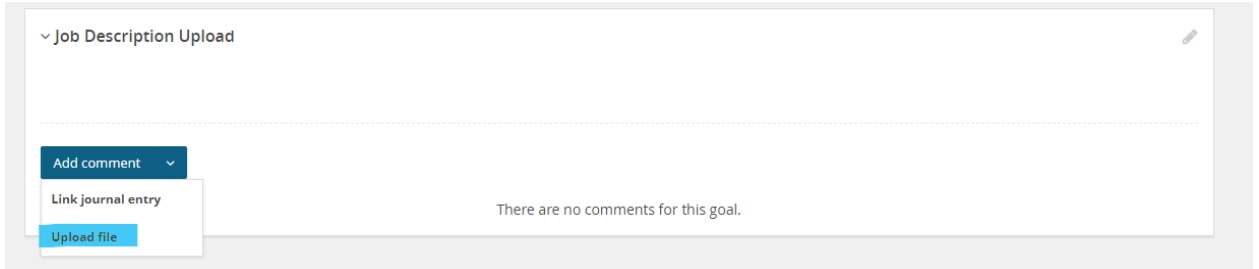 Job Description Upload
Add comment
Link journal entry
There are no comments for this goal.
Upload file